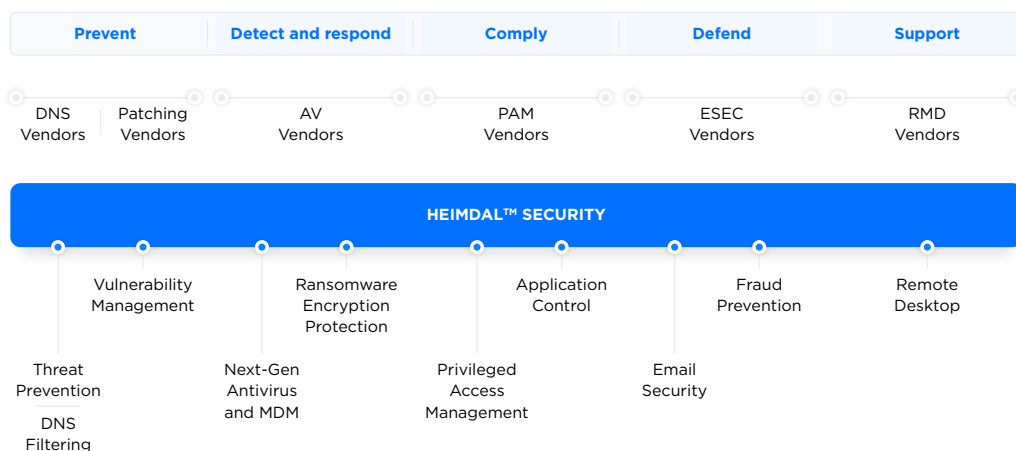 Prevent
Detect and respond
Comply
Defend
Support
DNS
Vendors
Patching
Vendors
AV
Vendors
PAM
Vendors
ESEC
Vendors
RMD
Vendors
HEIMDAL™ SECURITY
Vulnerability
Management
Ransomware
Encryption
Protection
Application
Control
Fraud
Prevention
Remote
Desktop
Threat
Prevention
DNS
Filtering
Next-Gen
Antivirus
and MDM
Privileged
Access
Management
Email
Security